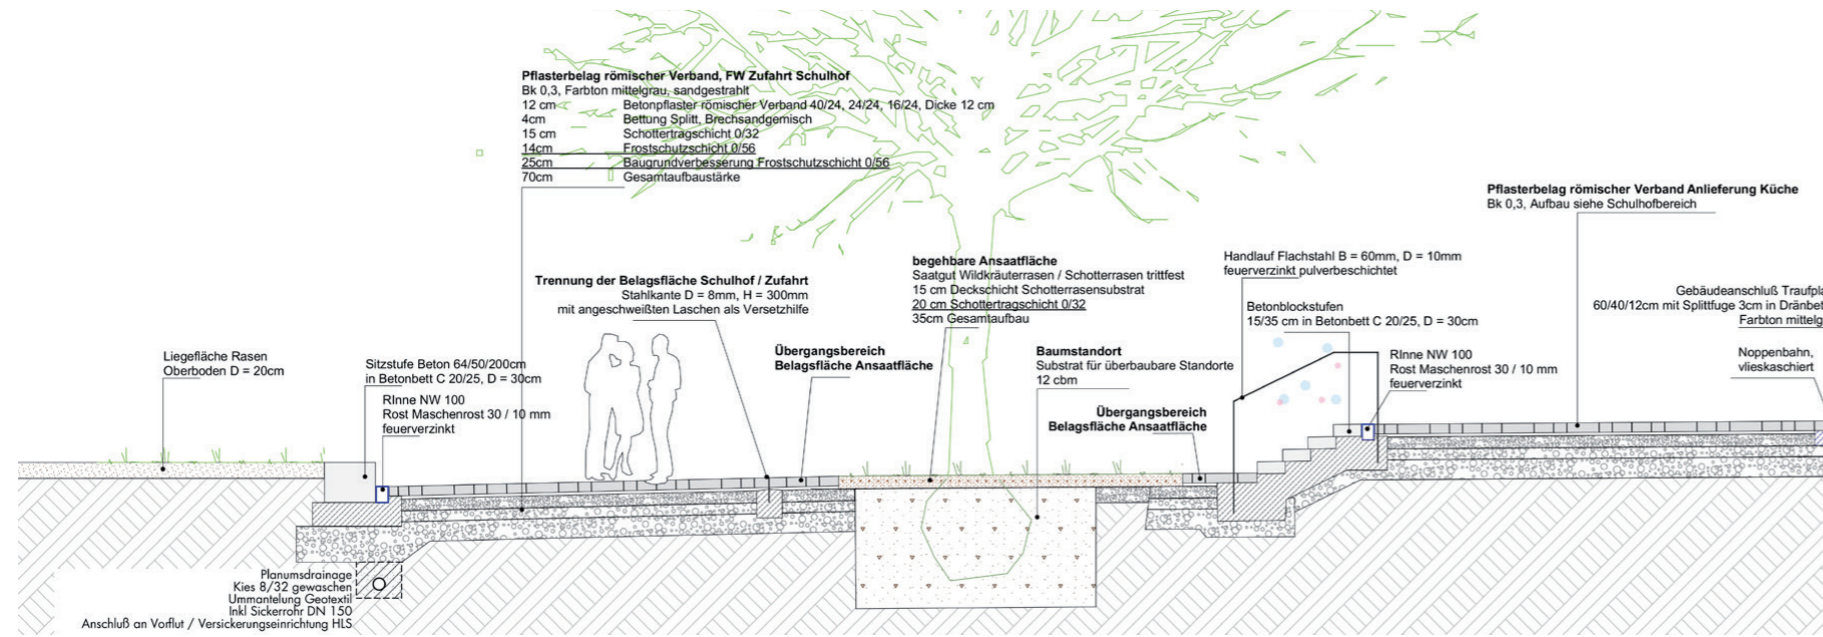 Pflasterbelag römischer Verband, FW Zufahrt Schulhof
Bk 0,3, Farbton mittelgrau, sandgestrahlt
12 cm Betonpflaster römischer Verband 40/24, 24/24, 16/24, Dicke 12 cm
4cm Bettung Splitt, Brechsandgemisch
15 cm Schottertragschicht 0/32
14cm Frostschutzschicht 0/56
25cm Baugrundverbesserung Frostschutzschicht 0/56
70cm Gesamtaufbaustärke
Pflasterbelag römischer Verband Anlieferung Küche
Bk 0,3, Aufbau siehe Schulhofbereich
Trennung der Belagsfläche Schulhof / Zufahrt
Stahlkante D = 8mm, H = 300mm
mit angeschweißten Laschen als Versetzhilfe
begehbare Ansaatfläche
Saatgut Wildkräuterrasen / Schotterrasen trittfest
15 cm Deckschicht Schotterrasensubstrat
20 cm Schottertragschicht 0/32
35cm Gesamtaufbau
Handlauf Flachstahl B = 60mm, D = 10mm
feuerverzinkt pulverbeschichtet
Gebäudeanschluß Traufpla
60/40/12cm mit Splittfuge 3cm in Dränbet
Farbton mittelg
Betonblockstufen
15/35 cm in Betonbett C 20/25, D = 30cm
Liegefläche Rasen
Oberboden D = 20cm
Sitzstufe Beton 64/50/200cm
in Betonbett C 20/25, D = 30cm
RInne NW 100
Rost Maschenrost 30 / 10 mm
feuerverzinkt
Übergangsbereich
Belagsfläche Ansaatfläche
Baumstandort
Substrat für überbaubare Standorte
12 cbm
RInne NW 100
Rost Maschenrost 30 / 10 mm
feuerverzinkt
Noppenbahn,
vlieskaschiert
Übergangsbereich
Belagsfläche Ansaatfläche
Planumsdrainage
Kies 8/32 gewaschen
Ummantelung Geotextil
Inkl Sickerrohr DN 150
Anschluß an Vorflut / Versickerungseinrichtung HLS